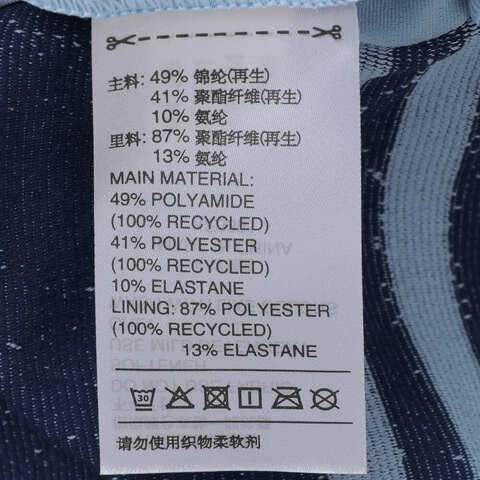 主料: 49% 锦纶(再生)
41% 聚酯纤维(再生)
10% 氨纶
里料: 87% 聚酯纤维(再生)
13% 氨纶
MAIN MATERIAL:
49% POLYAMIDE
(100% RECYCLED)
41% POLYESTER
(100% RECYCLED)
10% ELASTANE
LINING: 87% POLYESTER
(100% RECYCLED)
13% ELASTANE
30
请勿使用织物柔软剂